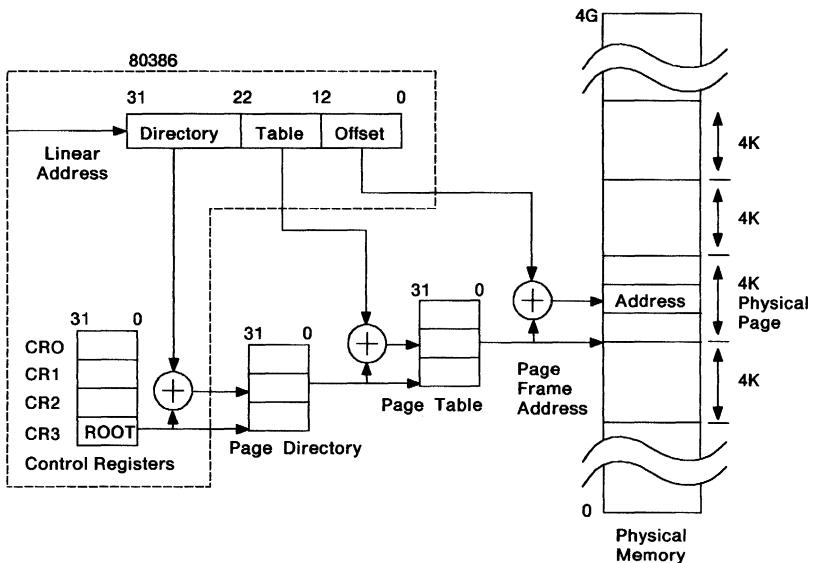 4G
80386
31 22 12 0
Directory Table Offset
Linear
Address
4K
4K
4K
Physical
Page
4K
31 0
31 0
31 0
Address
CR0
CR1
CR2
CR3 ROOT
Control Registers
Page Directory
Page Table
Page
Frame
Address
0
Physical
Memory